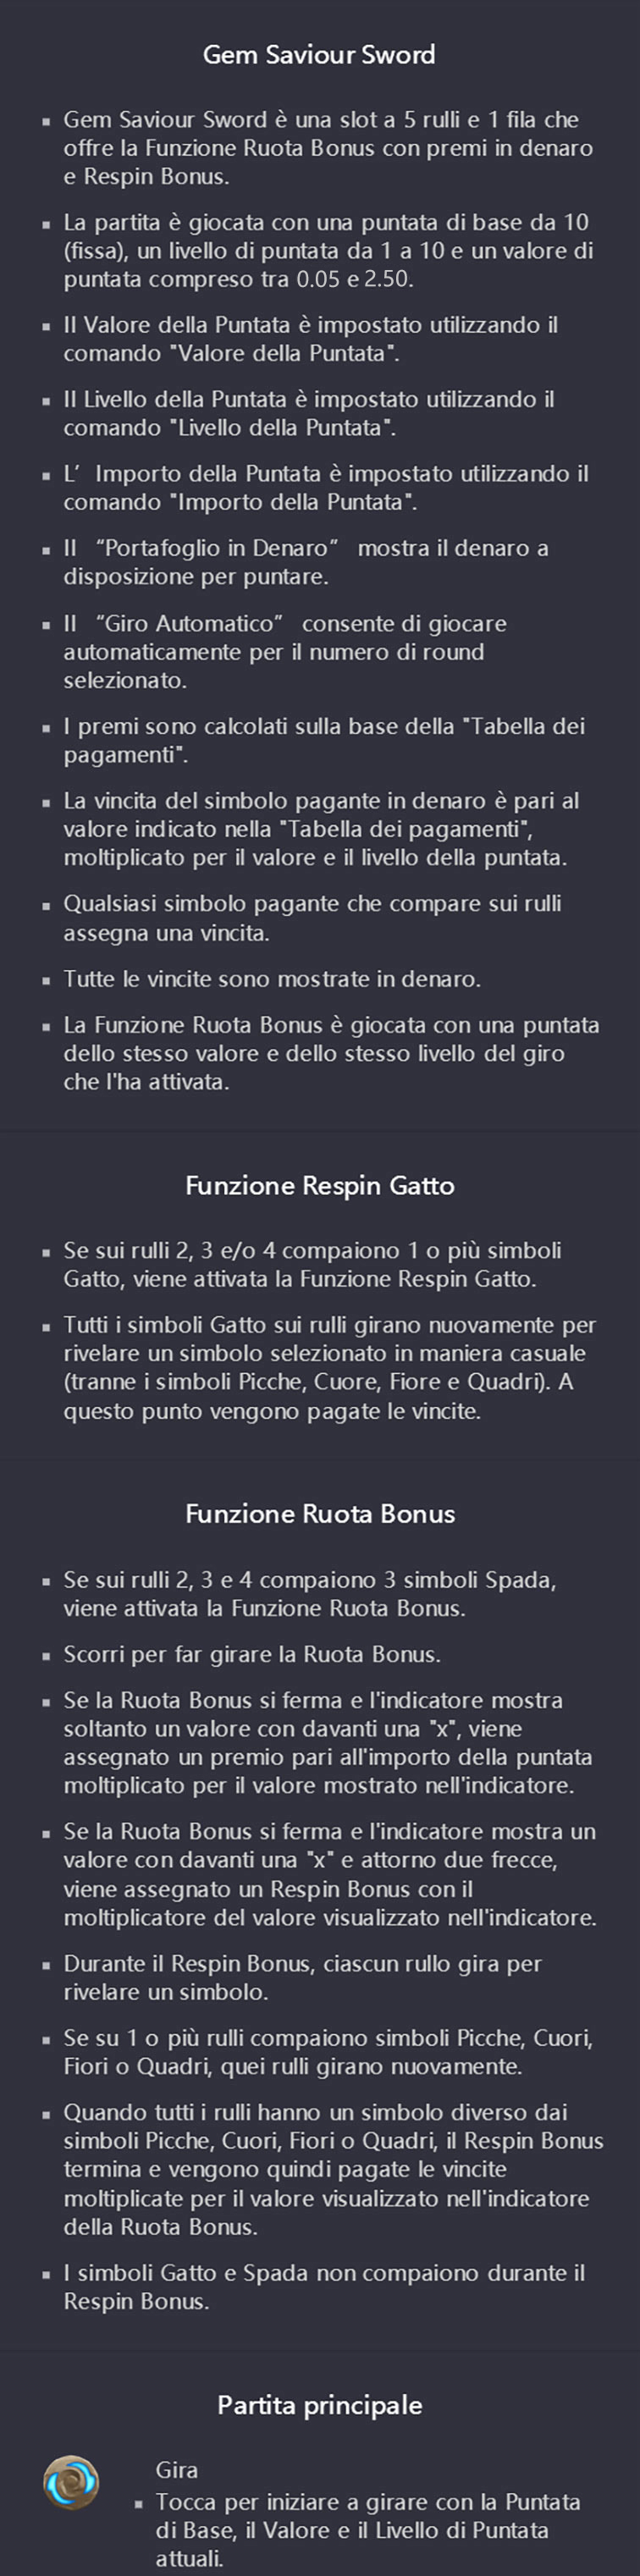 Gem Saviour Sword
▪ Gem Saviour Sword è una slot a 5 rulli e 1 fila che
offre la Funzione Ruota Bonus con premi in denaro
e Respin Bonus.
▪ La partita è giocata con una puntata di base da 10
(fissa), un livello di puntata da 1 a 10 e un valore di
puntata compreso tra 0.05 e 2.50.
▪ Il Valore della Puntata è impostato utilizzando il
comando "Valore della Puntata".
▪ Il Livello della Puntata è impostato utilizzando il
comando "Livello della Puntata".
▪ L’ Importo della Puntata è impostato utilizzando il
comando "Importo della Puntata".
▪ Il “Portafoglio in Denaro” mostra il denaro a
disposizione per puntare.
▪ Il “Giro Automatico” consente di giocare
automaticamente per il numero di round
selezionato.
▪ I premi sono calcolati sulla base della "Tabella dei
pagamenti".
▪ La vincita del simbolo pagante in denaro è pari al
valore indicato nella "Tabella dei pagamenti",
moltiplicato per il valore e il livello della puntata.
▪ Qualsiasi simbolo pagante che compare sui rulli
assegna una vincita.
▪ Tutte le vincite sono mostrate in denaro.
▪ La Funzione Ruota Bonus è giocata con una puntata
dello stesso valore e dello stesso livello del giro
che l'ha attivata.
Funzione Respin Gatto
▪ Se sui rulli 2, 3 e/o 4 compaiono 1 o più simboli
Gatto, viene attivata la Funzione Respin Gatto.
▪ Tutti i simboli Gatto sui rulli girano nuovamente per
rivelare un simbolo selezionato in maniera casuale
(tranne i simboli Picche, Cuore, Fiore e Quadri). A
questo punto vengono pagate le vincite.
Funzione Ruota Bonus
▪ Se sui rulli 2, 3 e 4 compaiono 3 simboli Spada,
viene attivata la Funzione Ruota Bonus.
▪ Scorri per far girare la Ruota Bonus.
▪ Se la Ruota Bonus si ferma e l'indicatore mostra
soltanto un valore con davanti una "x", viene
assegnato un premio pari all'importo della puntata
moltiplicato per il valore mostrato nell'indicatore.
▪ Se la Ruota Bonus si ferma e l'indicatore mostra un
valore con davanti una "x" e attorno due frecce,
viene assegnato un Respin Bonus con il
moltiplicatore del valore visualizzato nell'indicatore.
▪ Durante il Respin Bonus, ciascun rullo gira per
rivelare un simbolo.
▪ Se su 1 o più rulli compaiono simboli Picche, Cuori,
Fiori o Quadri, quei rulli girano nuovamente.
▪ Quando tutti i rulli hanno un simbolo diverso dai
simboli Picche, Cuori, Fiori o Quadri, il Respin Bonus
termina e vengono quindi pagate le vincite
moltiplicate per il valore visualizzato nell'indicatore
della Ruota Bonus.
▪ I simboli Gatto e Spada non compaiono durante il
Respin Bonus.
Partita principale
Gira
▪ Tocca per iniziare a girare con la Puntata
di Base, il Valore e il Livello di Puntata
attuali.